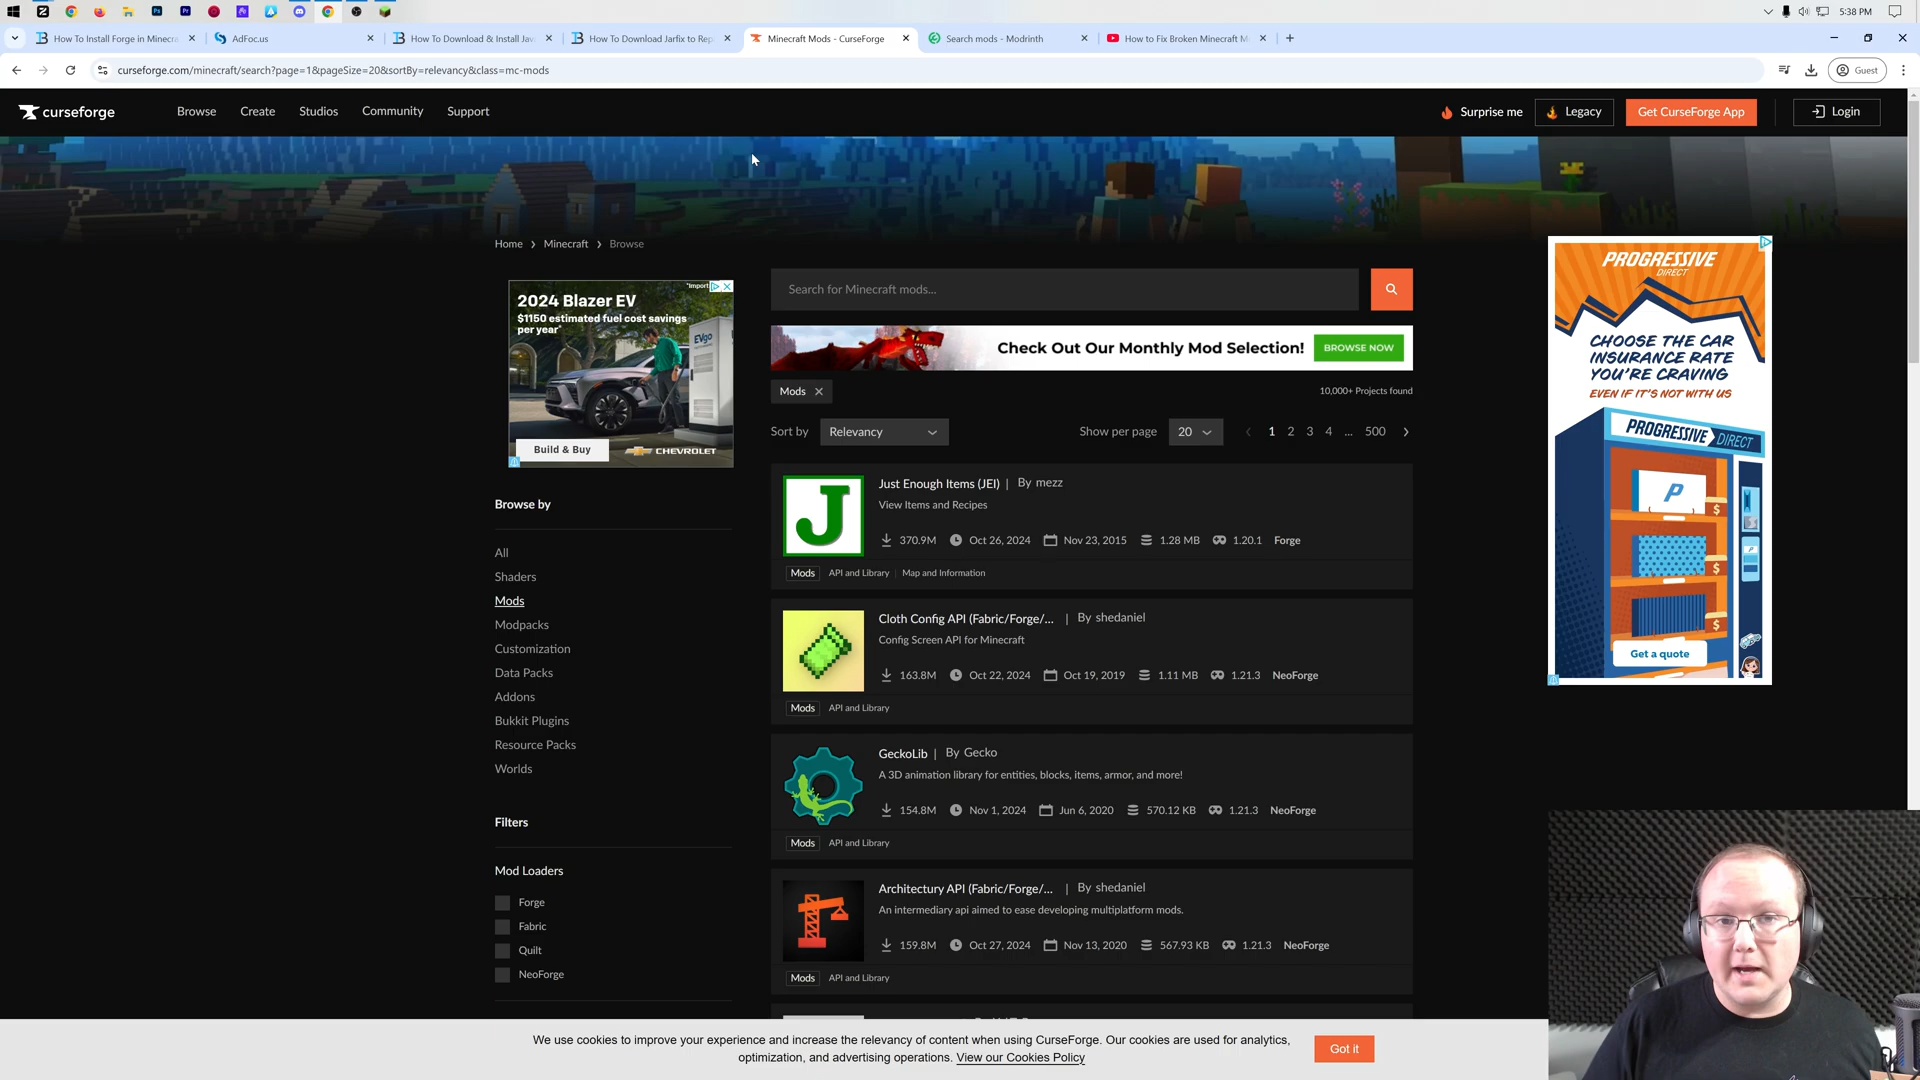 5:38 PM
How To Install Forge in Minecra
AdFoc.us
How To Download & Install Jav
How To Download Jarfix to Rep
Minecraft Mods - CurseForge
Search mods - Modrinth
How to Fix Broken Minecraft M
curseforge.com/minecraft/search?page=1&pageSize=20&sortBy=relevancy&class=mc-mods
Guest
curseforge
Browse
Create
Studios
Community
Support
Surprise me
Legacy
Get CurseForge App
Login
Home
Minecraft
Browse
2024 Blazer EV
$1150 estimated fuel cost savings
per year*
EVgo
Build & Buy
CHEVROLET
Search for Minecraft mods...
Check Out Our Monthly Mod Selection!
BROWSE NOW
Mods
10,000+ Projects found
Sort by
Relevancy
Show per page
20
1 2 3 4 ... 500
Browse by
All
Shaders
Mods
Modpacks
Customization
Data Packs
Addons
Bukkit Plugins
Resource Packs
Worlds
Filters
Mod Loaders
Forge
Fabric
Quilt
NeoForge
Just Enough Items (JEI) | By mezz
View Items and Recipes
370.9M Oct 26, 2024 Nov 23, 2015 1.28 MB 1.20.1 Forge
Mods API and Library | Map and Information
Cloth Config API (Fabric/Forge/... | By shedaniel
Config Screen API for Minecraft
163.8M Oct 22, 2024 Oct 19, 2019 1.11 MB 1.21.3 NeoForge
Mods API and Library
GeckoLib | By Gecko
A 3D animation library for entities, blocks, items, armor, and more!
154.8M Nov 1, 2024 Jun 6, 2020 570.12 KB 1.21.3 NeoForge
Mods API and Library
Architectury API (Fabric/Forge/... | By shedaniel
An intermediary api aimed to ease developing multiplatform mods.
159.8M Oct 27, 2024 Nov 13, 2020 567.93 KB 1.21.3 NeoForge
Mods API and Library
PROGRESSIVE
DIRECT
CHOOSE THE CAR
INSURANCE RATE
YOU'RE CRAVING
EVEN IF IT'S NOT WITH US
PROGRESSIVE DIRECT
Get a quote
We use cookies to improve your experience and increase the relevancy of content when using CurseForge. Our cookies are used for analytics,
optimization, and advertising operations. View our Cookies Policy
Got it